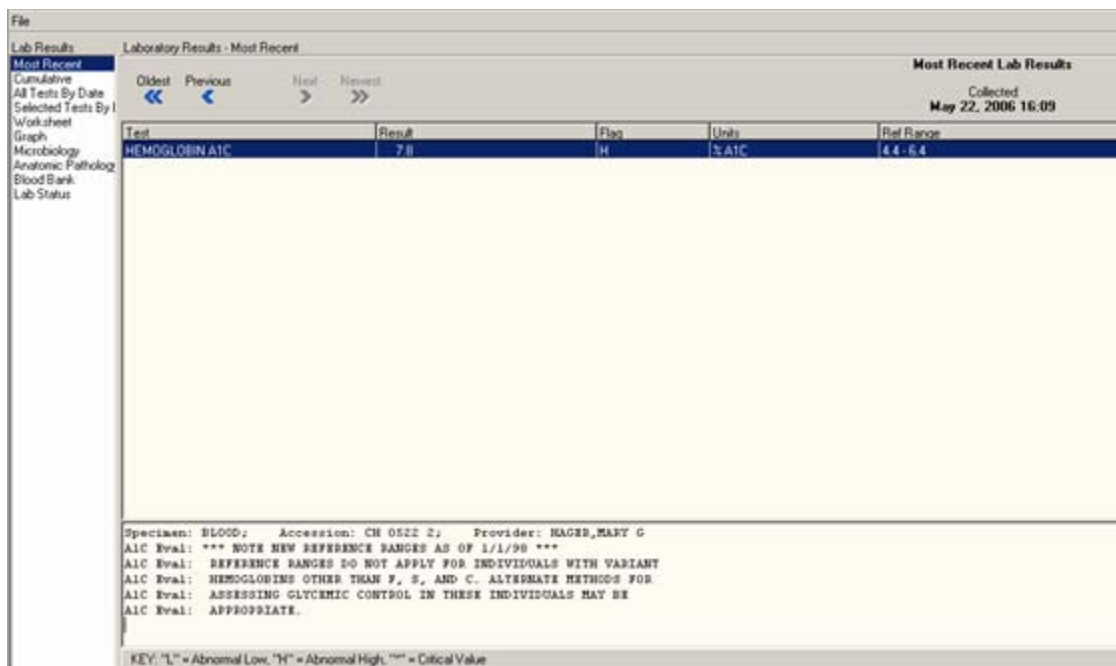 File
Lab Results
Most Recent
Cumulative
All Tests By Date
Selected Tests By
Worksheet
Graph
Microbiology
Anatomic Patholog
Blood Bank
Lab Status
Laboratory Results - Most Recent
Oldest Previous Next Newest
Most Recent Lab Results
Collected
May 22, 2006 16:09
Test Result Flag Units Ref Range
HEMOGLOBIN A1C 7.8 H % A1C 4.4 - 6.4
Specimen: BLOOD; Accession: CH 0522 2; Provider: HAGER,MARY G
A1C Eval: *** NOTE NEW REFERENCE RANGES AS OF 1/1/98 ***
A1C Eval: REFERENCE RANGES DO NOT APPLY FOR INDIVIDUALS WITH VARIANT
A1C Eval: HEMOGLOBINS OTHER THAN F, S, AND C. ALTERNATE METHODS FOR
A1C Eval: ASSESSING GLYCEMIC CONTROL IN THESE INDIVIDUALS MAY BE
A1C Eval: APPROPRIATE.
KEY: "L" = Abnormal Low, "H" = Abnormal High, "*" = Critical Value